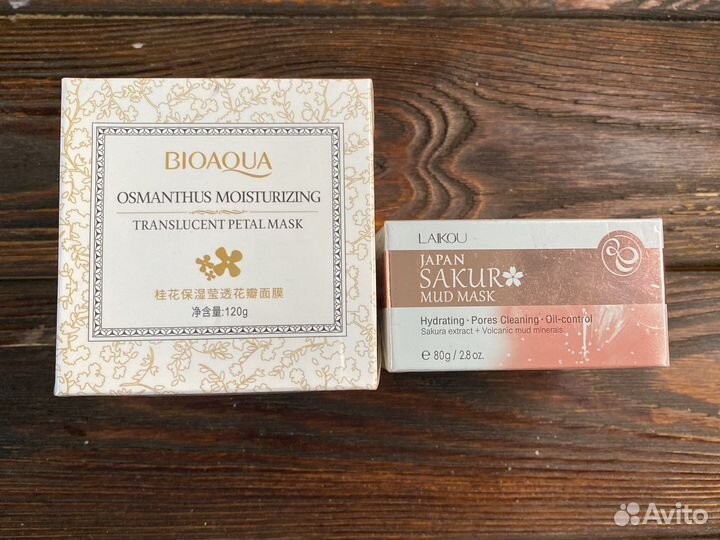 BIOAQUA
OSMANTHUS MOISTURIZING
TRANSLUCENT PETAL MASK
桂花保湿莹透花瓣面膜
净含量:120g
LAIKOU
JAPAN
SAKUR
MUD MASK
Hydrating · Pores Cleaning · Oil-control
Sakura extract + Volcanic mud minerals
℮ 80g / 2.8 oz.
Avito